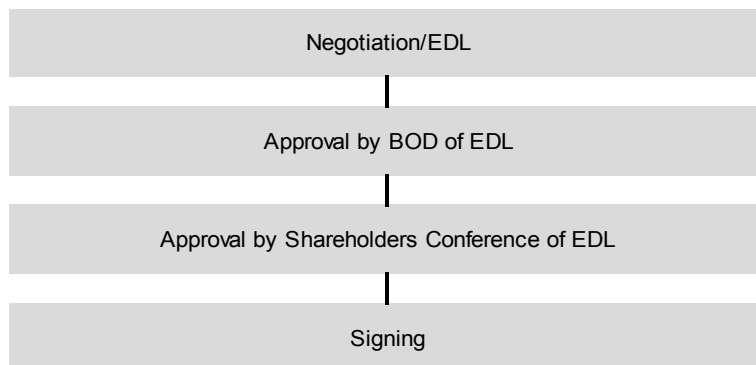 Negotiation/EDL
Approval by BOD of EDL
Approval by Shareholders Conference of EDL
Signing